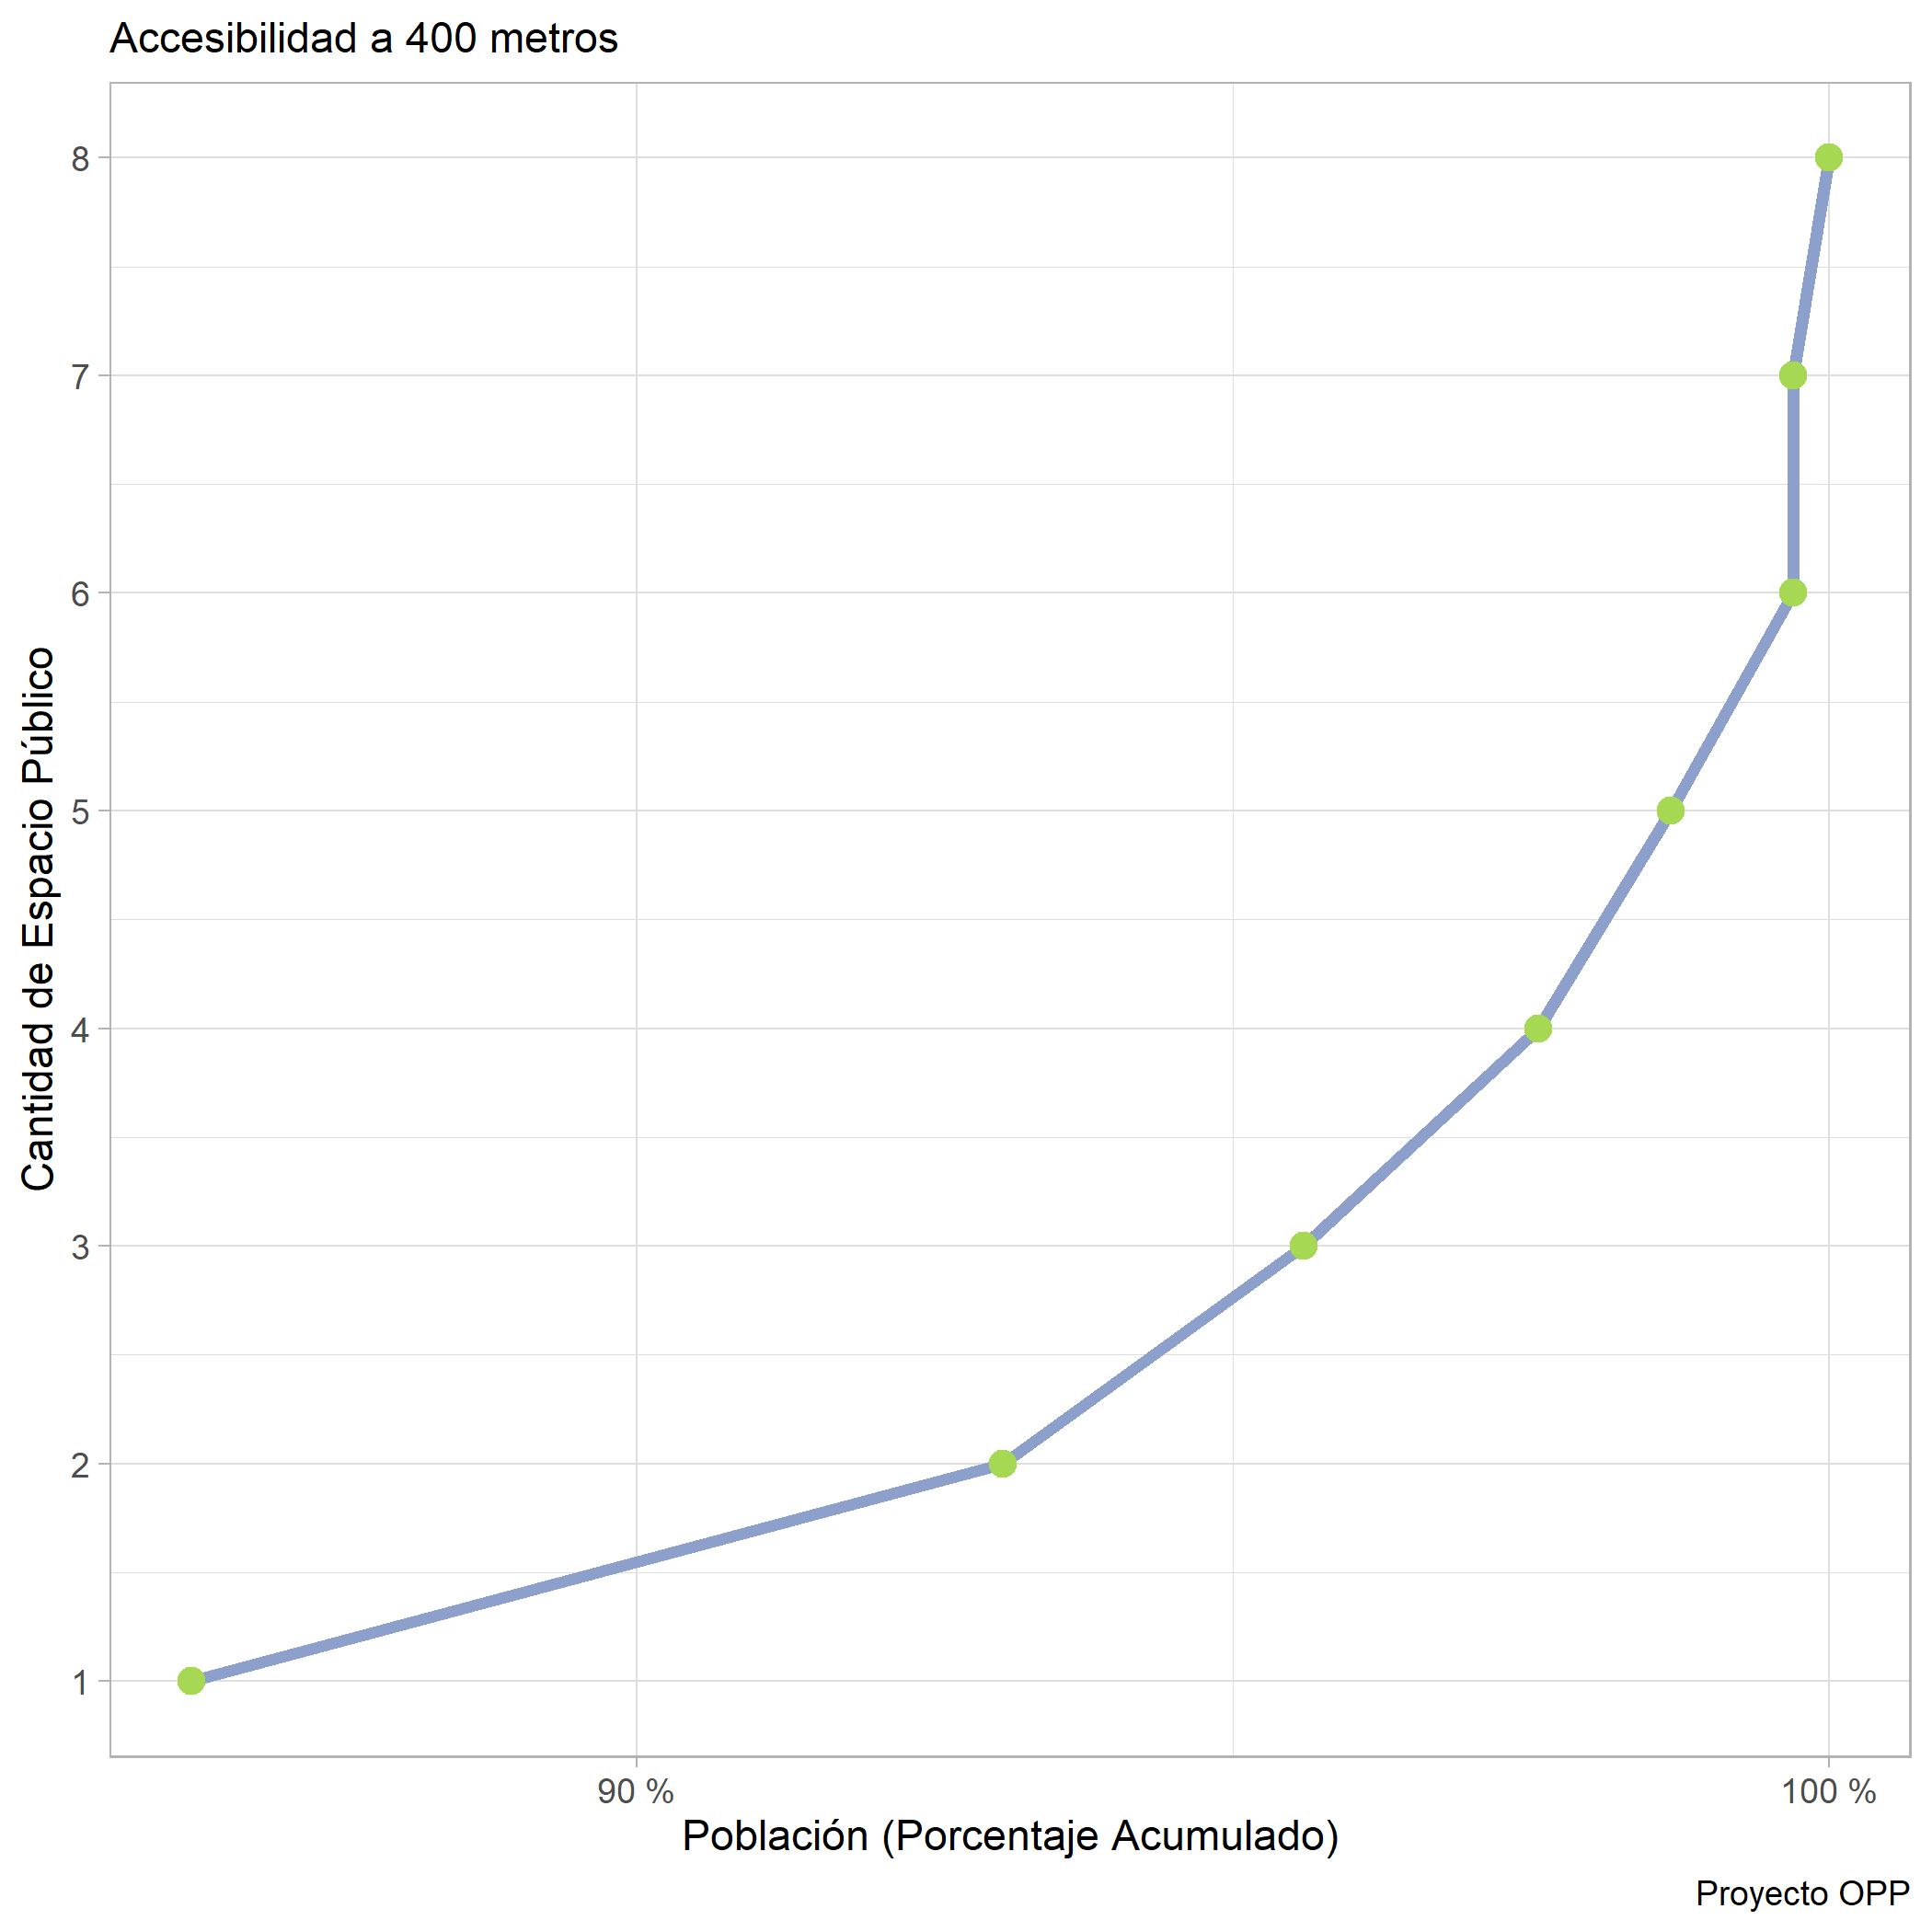 Accesibilidad a 400 metros
Cantidad de Espacio Público
8
7
6
5
4
3
2
1
90 %
100 %
Población (Porcentaje Acumulado)
Proyecto OPP